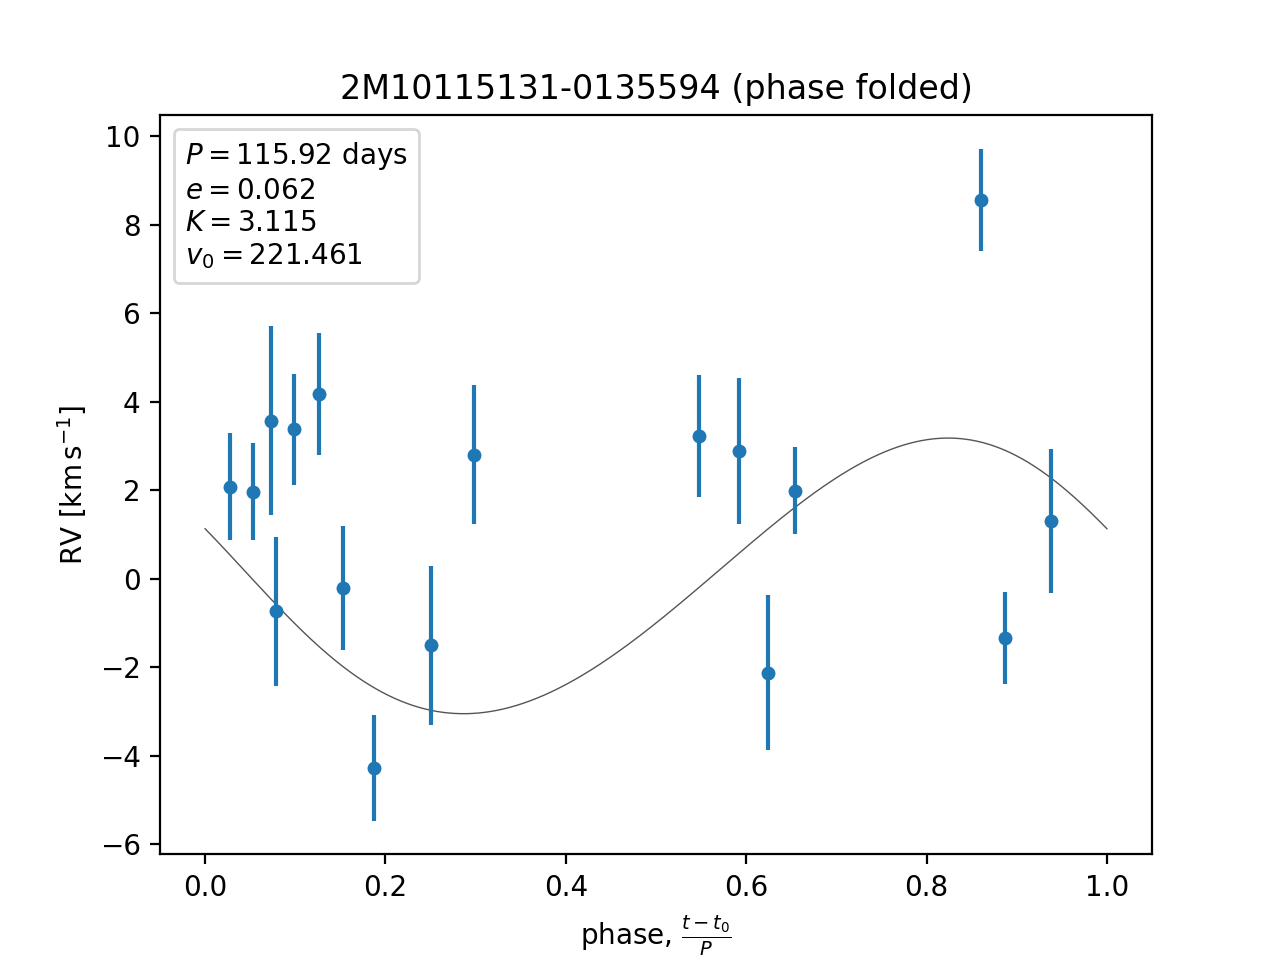 2M10115131-0135594 (phase folded)
P = 115.92 days
e = 0.062
K = 3.115
v₀ = 221.461
10
8
6
4
2
0
−2
−4
−6
RV [km s⁻¹]
0.0 0.2 0.4 0.6 0.8 1.0
phase, (t − t₀)/P